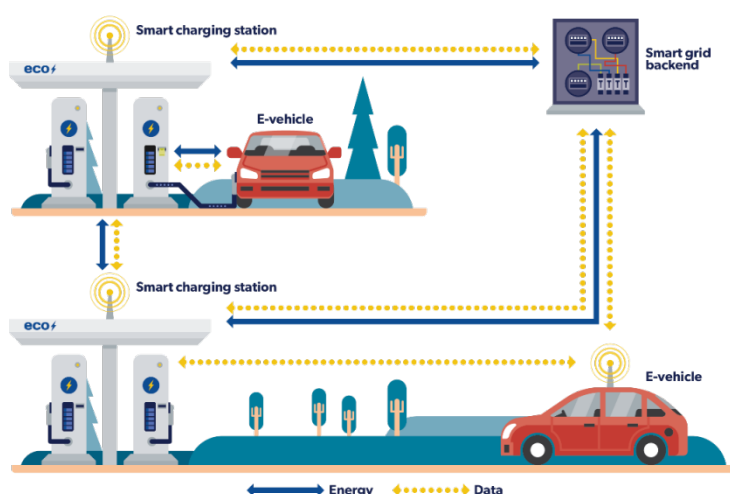 Smart charging station
eco
Smart grid
backend
E-vehicle
Smart charging station
eco
E-vehicle
Energy
Data